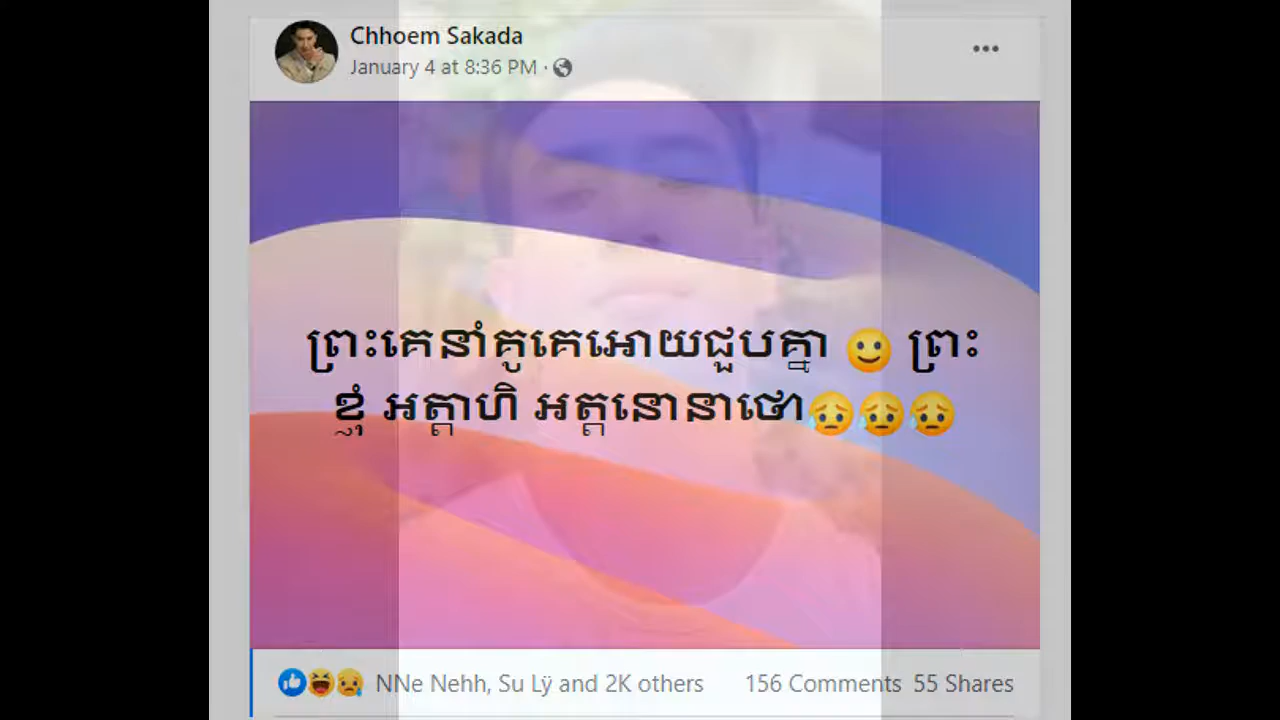 Chhoem Sakada
January 4 at 8:36 PM ·
ព្រះគេនាំគូគេអោយជួបគ្នា 🙂 ព្រះ
ខ្ញុំ អត្តាហិ អត្តនោនាថោ😥😥😥
NNe Nehh, Su Lÿ and 2K others 156 Comments 55 Shares